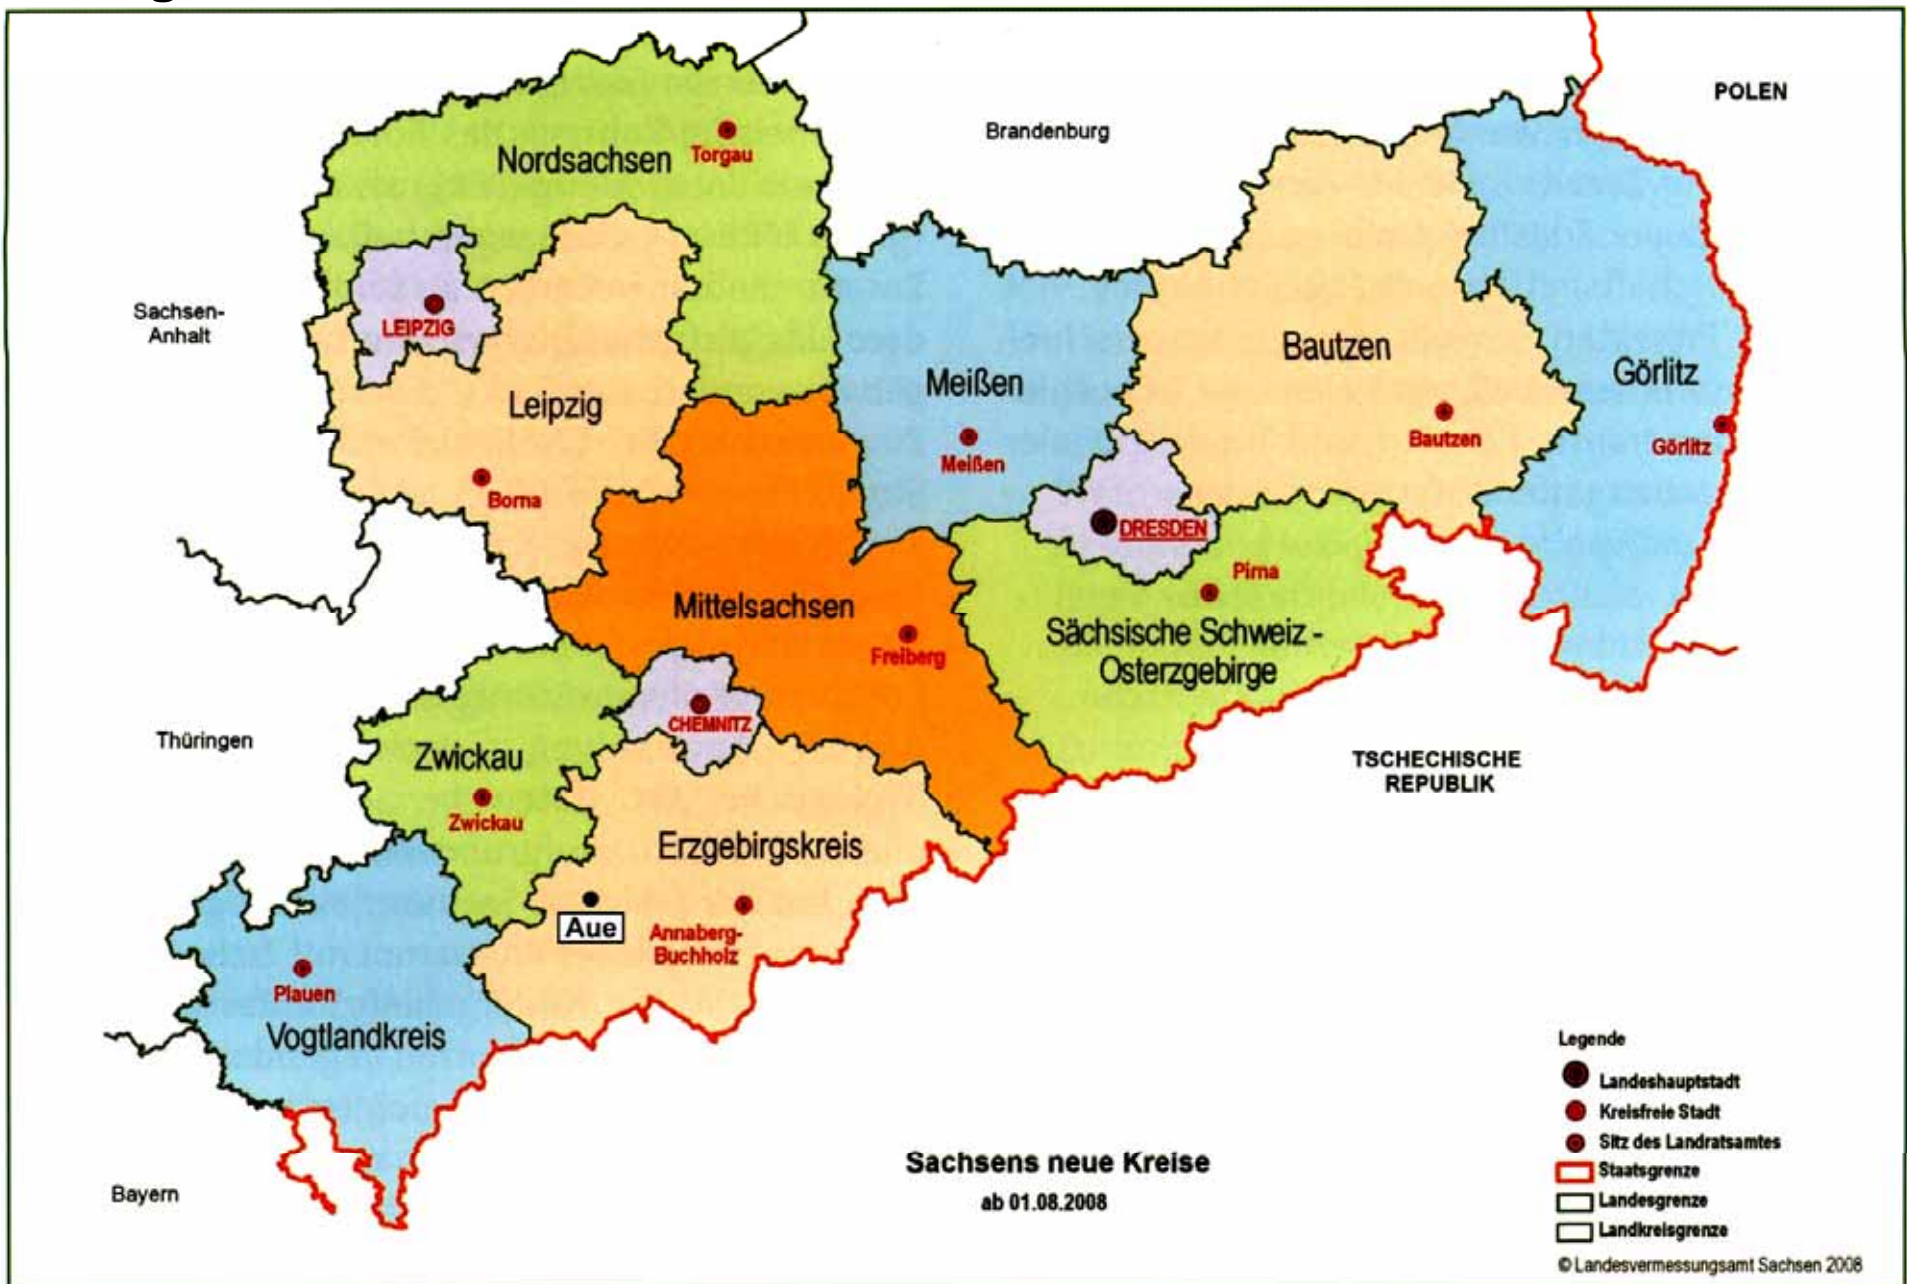 POLEN
Brandenburg
Torgau
Nordsachsen
Sachsen-
Anhalt
LEIPZIG
Leipzig
Borna
Meißen
Meißen
Bautzen
Bautzen
Görlitz
Görlitz
DRESDEN
Pirna
Sächsische Schweiz -
Osterzgebirge
Mittelsachsen
Freiberg
CHEMNITZ
Thüringen
Zwickau
Zwickau
TSCHECHISCHE
REPUBLIK
Erzgebirgskreis
Aue
Annaberg-
Buchholz
Plauen
Vogtlandkreis
Bayern
Sachsens neue Kreise
ab 01.08.2008
Legende
Landeshauptstadt
Kreisfreie Stadt
Sitz des Landratsamtes
Staatsgrenze
Landesgrenze
Landkreisgrenze
© Landesvermessungsamt Sachsen 2008